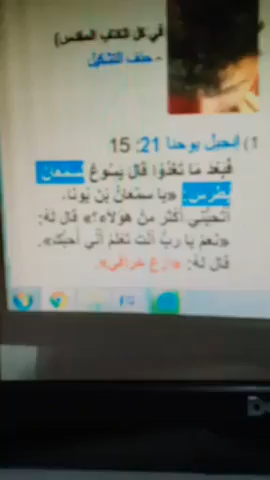 في كل الكتاب المقدس)
- حذف التشكيل
1) إنجيل يوحنا 21: 15
فَبَعْدَ مَا تَغَدَّوْا قَالَ يَسُوعُ لِسِمْعَانَ
بُطْرُسَ: «يَا سِمْعَانُ بْنَ يُونَا،
أَتُحِبُّنِي أَكْثَرَ مِنْ هؤُلاَءِ؟» قَالَ لَهُ:
«نَعَمْ يَا رَبُّ أَنْتَ تَعْلَمُ أَنِّي أُحِبُّكَ».
قَالَ لَهُ: «ارْعَ خِرَافِي».